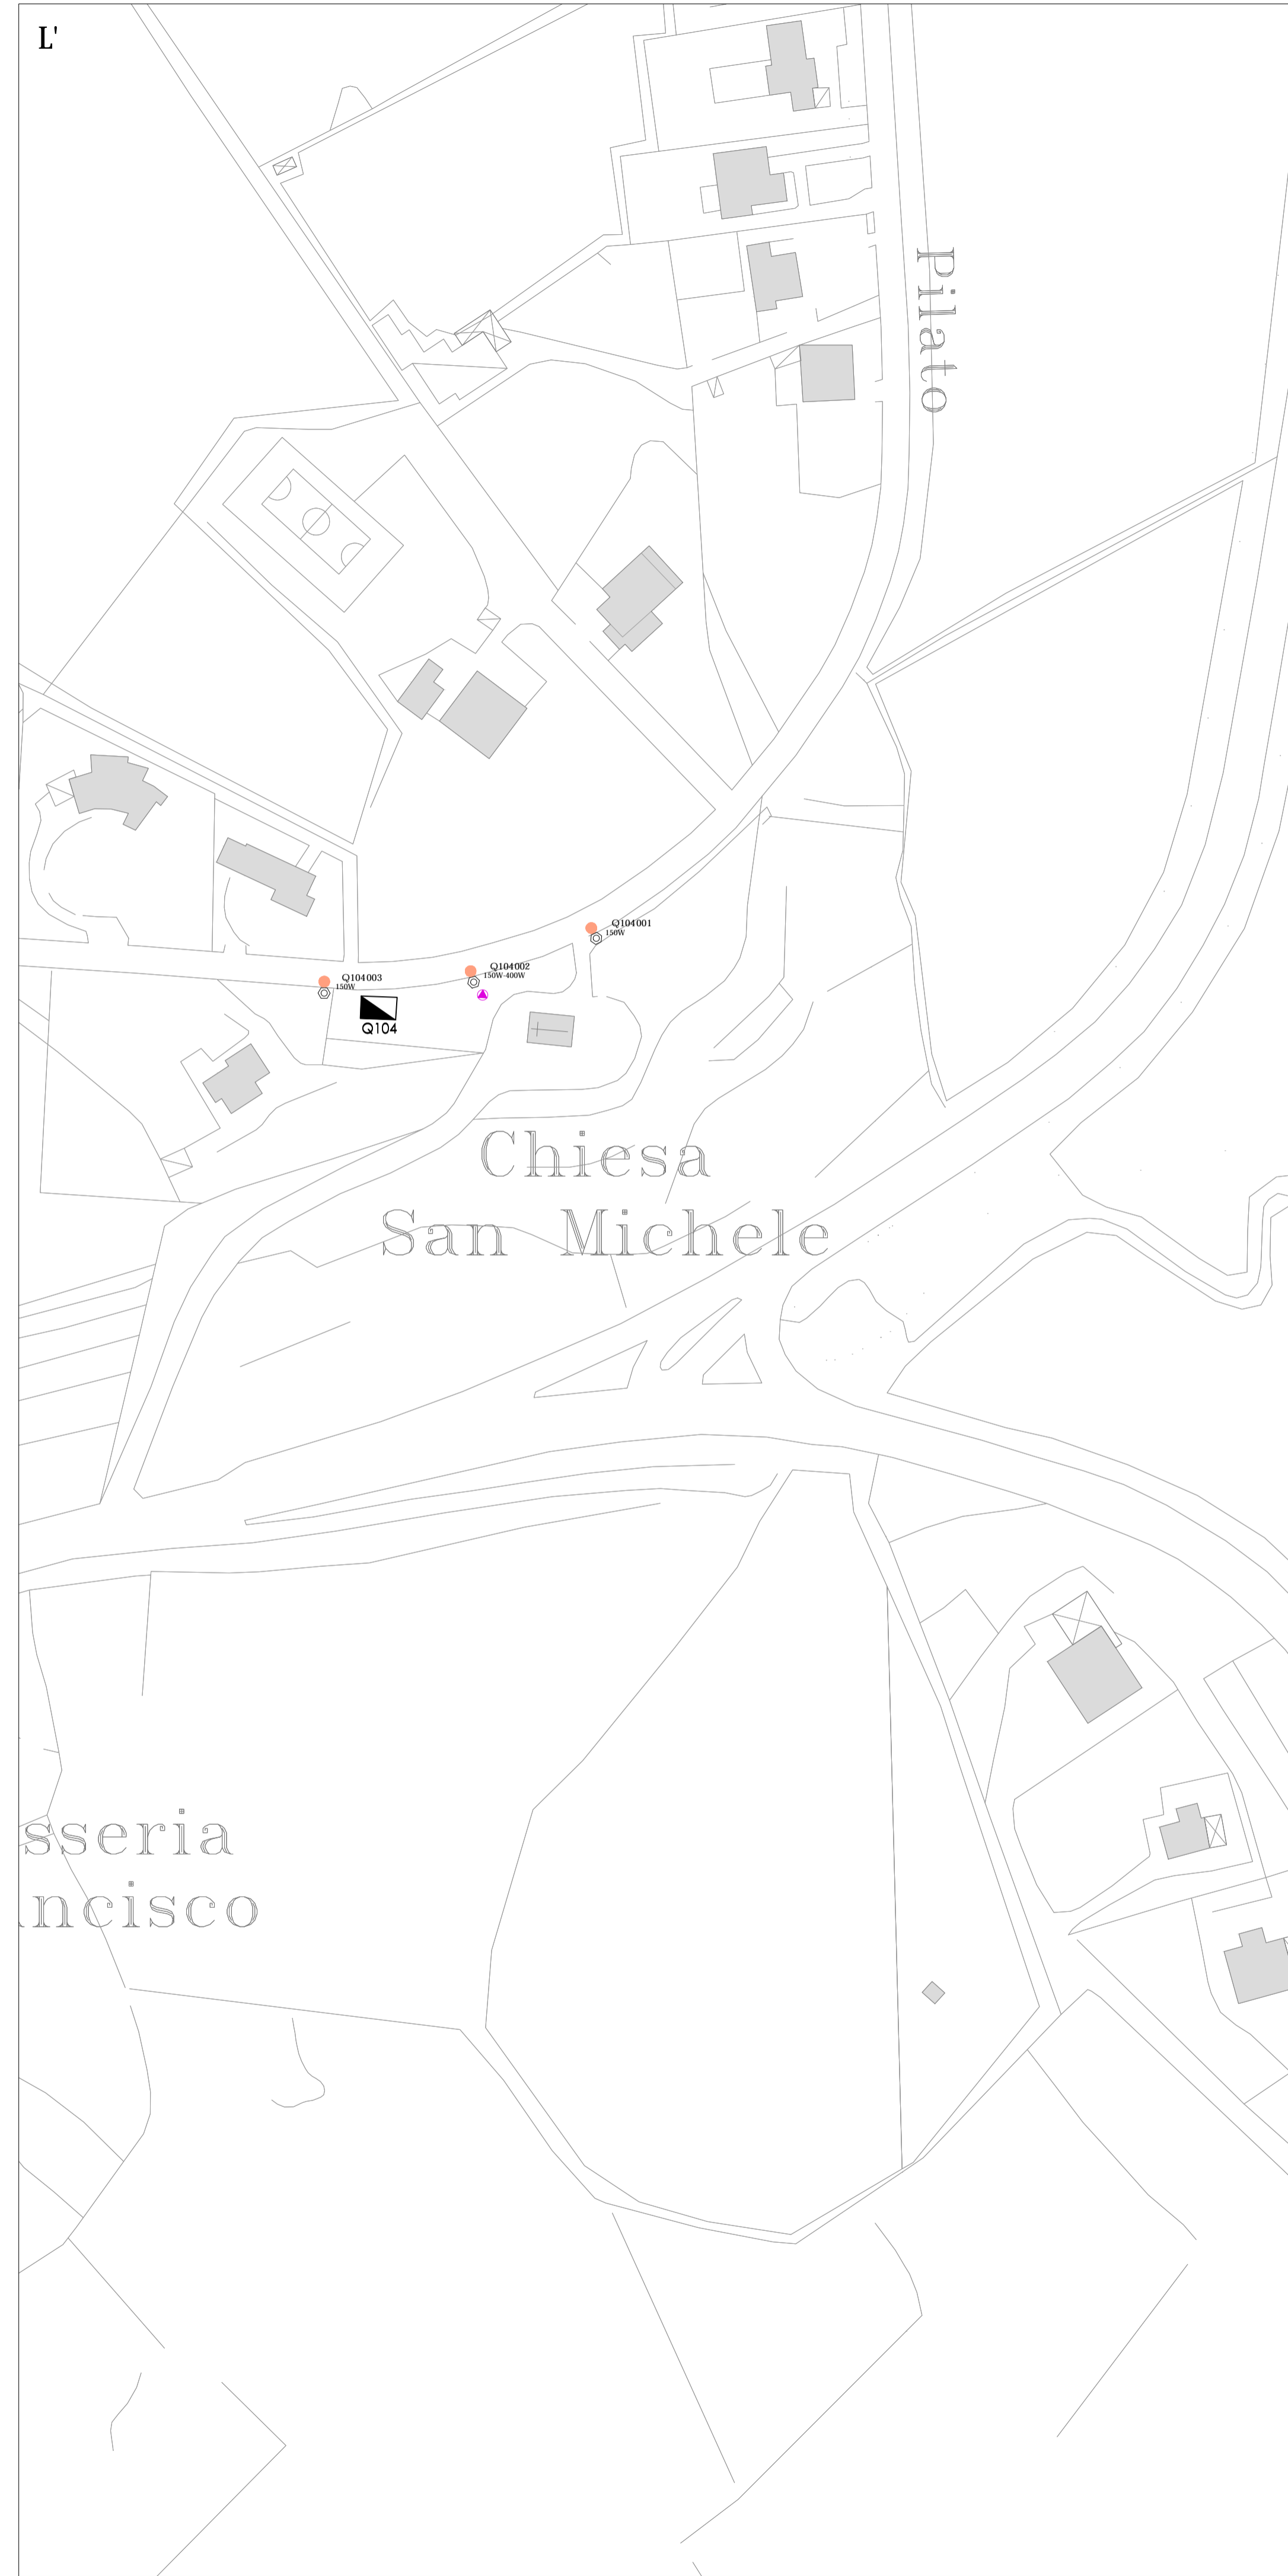 L'
Pilato
Q104001
150W
Q104002
150W-400W
Q104003
150W
Q104
Chiesa
San Michele
sseria
ncisco